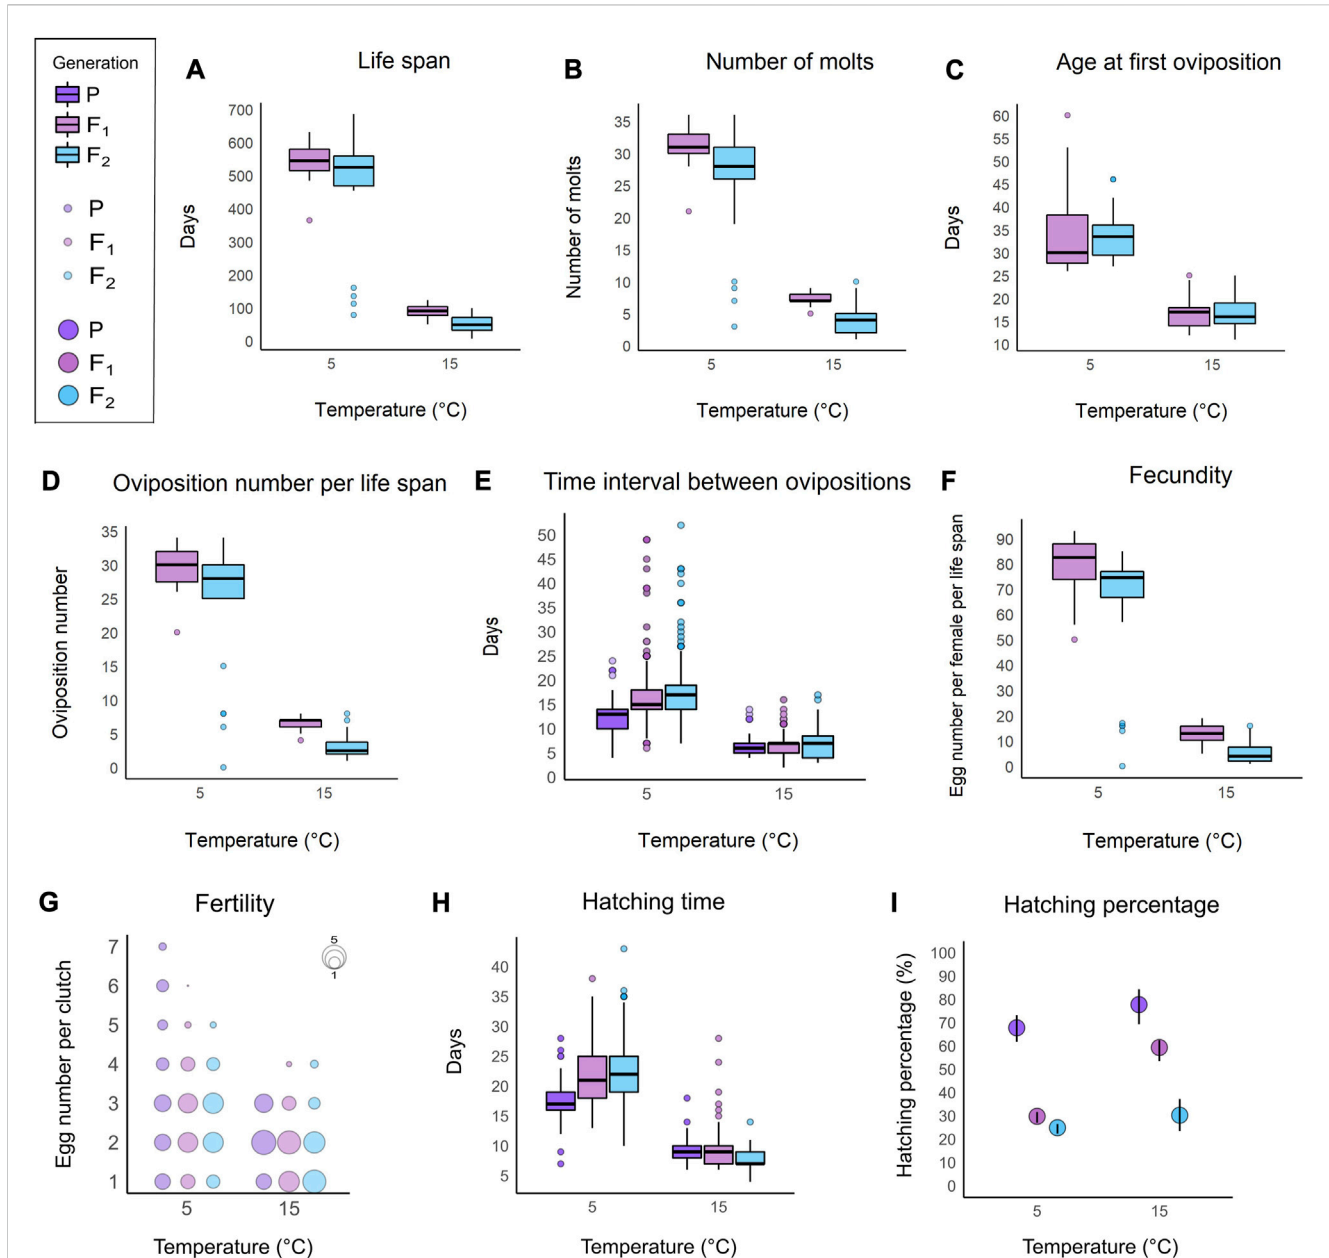 Generation
P
F1
F2
P
F1
F2
P
F1
F2
A
Life span
700
600
500
400
300
200
100
0
Days
5
15
Temperature (°C)
B
Number of molts
35
30
25
20
15
10
5
0
Number of molts
5
15
Temperature (°C)
C
Age at first oviposition
60
55
50
45
40
35
30
25
20
15
10
Days
5
15
Temperature (°C)
D
Oviposition number per life span
35
30
25
20
15
10
5
0
Oviposition number
5
15
Temperature (°C)
E
Time interval between ovipositions
50
45
40
35
30
25
20
15
10
5
0
Days
5
15
Temperature (°C)
F
Fecundity
90
80
70
60
50
40
30
20
10
0
Egg number per female per life span
5
15
Temperature (°C)
G
Fertility
7
6
5
4
3
2
1
Egg number per clutch
5
1
5
15
Temperature (°C)
H
Hatching time
40
35
30
25
20
15
10
5
Days
5
15
Temperature (°C)
I
Hatching percentage
100
90
80
70
60
50
40
30
20
10
0
Hatching percentage (%)
5
15
Temperature (°C)